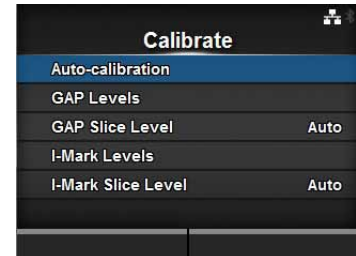 Calibrate
Auto-calibration
GAP Levels
GAP Slice Level Auto
I-Mark Levels
I-Mark Slice Level Auto